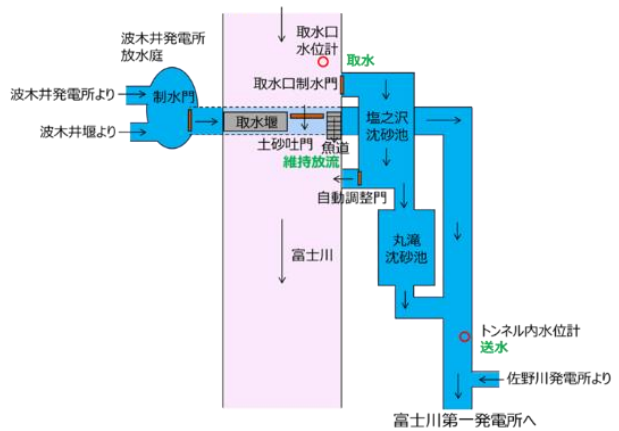 波木井発電所
放水庭
取水口
水位計
取水
取水口制水門
波木井発電所より
制水門
波木井堰より
取水堰
塩之沢
沈砂池
土砂吐門
魚道
維持放流
自動調整門
富士川
丸滝
沈砂池
トンネル内水位計
送水
佐野川発電所より
富士川第一発電所へ